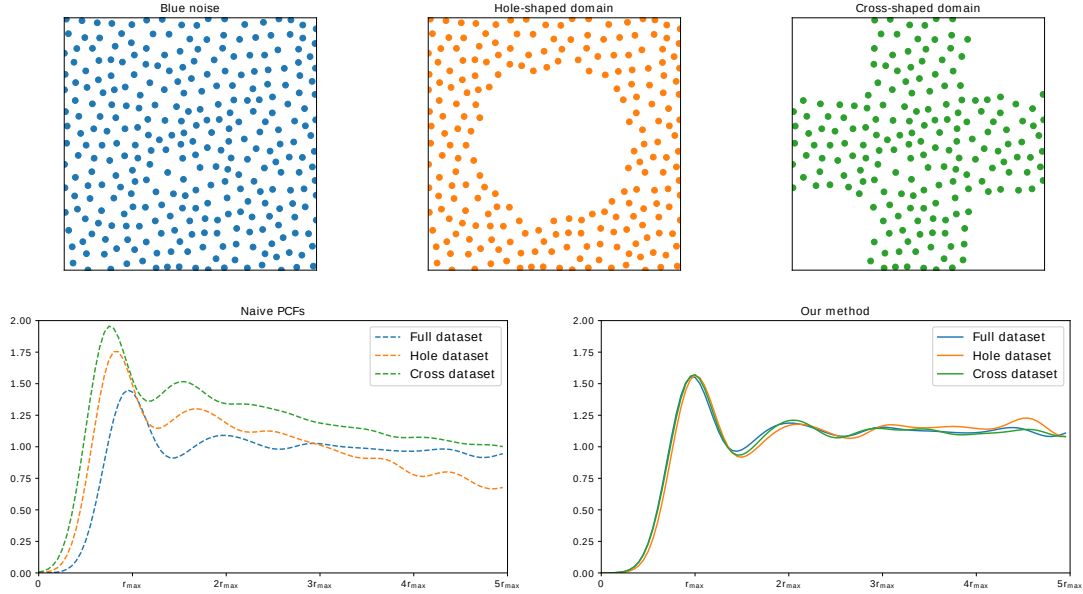 Blue noise
Hole-shaped domain
Cross-shaped domain
Naive PCFs
2.00
1.75
1.50
1.25
1.00
0.75
0.50
0.25
0.00
0
rmax
2rmax
3rmax
4rmax
5rmax
Full dataset
Hole dataset
Cross dataset
Our method
2.00
1.75
1.50
1.25
1.00
0.75
0.50
0.25
0.00
0
rmax
2rmax
3rmax
4rmax
5rmax
Full dataset
Hole dataset
Cross dataset